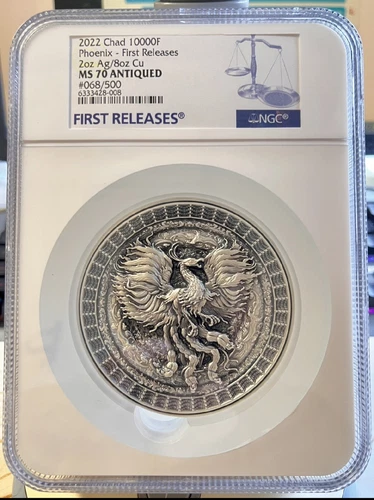 2022 Chad 10000F
Phoenix - First Releases
2oz Ag/8oz Cu
MS 70 ANTIQUED
#068/500
6333428-008
FIRST RELEASES®
NGC®